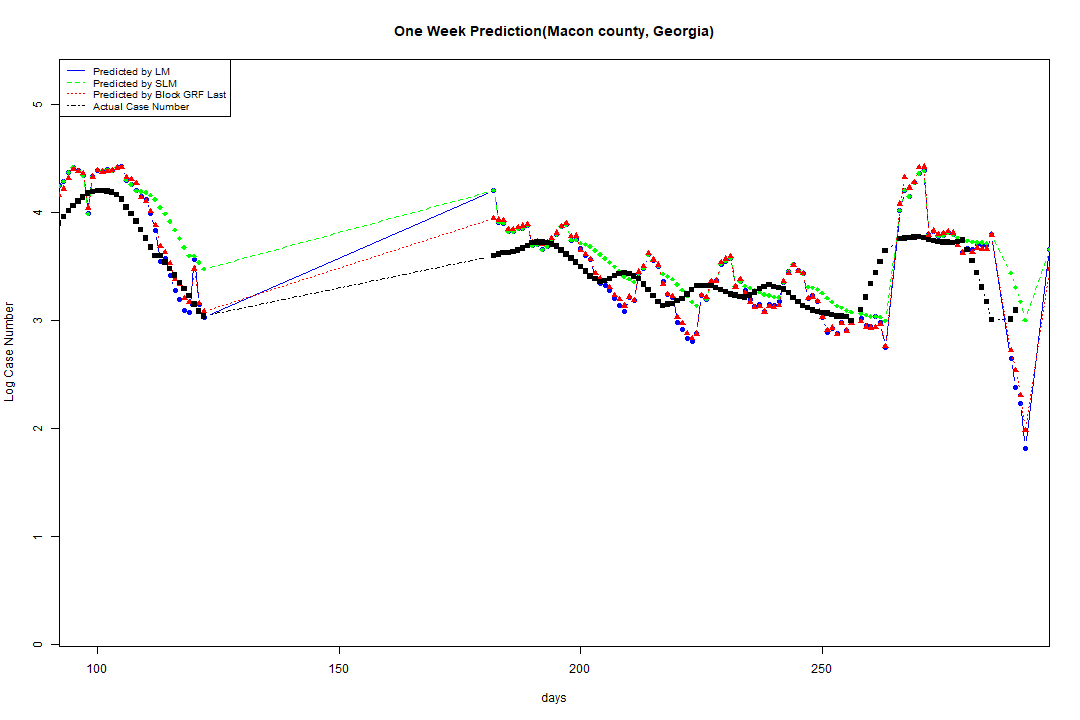 One Week Prediction(Macon county, Georgia)
Predicted by LM
Predicted by SLM
Predicted by Block GRF Last
Actual Case Number
5
4
3
2
1
0
Log Case Number
100
150
200
250
days